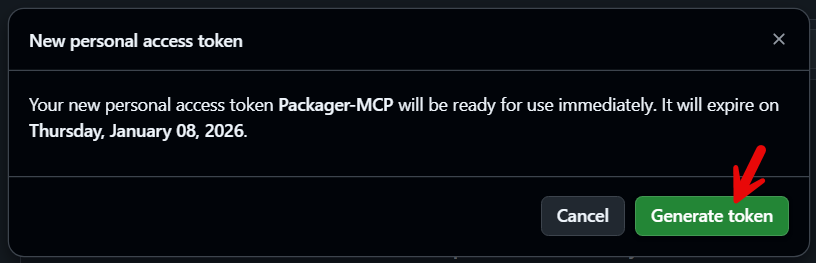 New personal access token
Your new personal access token Packager-MCP will be ready for use immediately. It will expire on
Thursday, January 08, 2026.
Cancel
Generate token